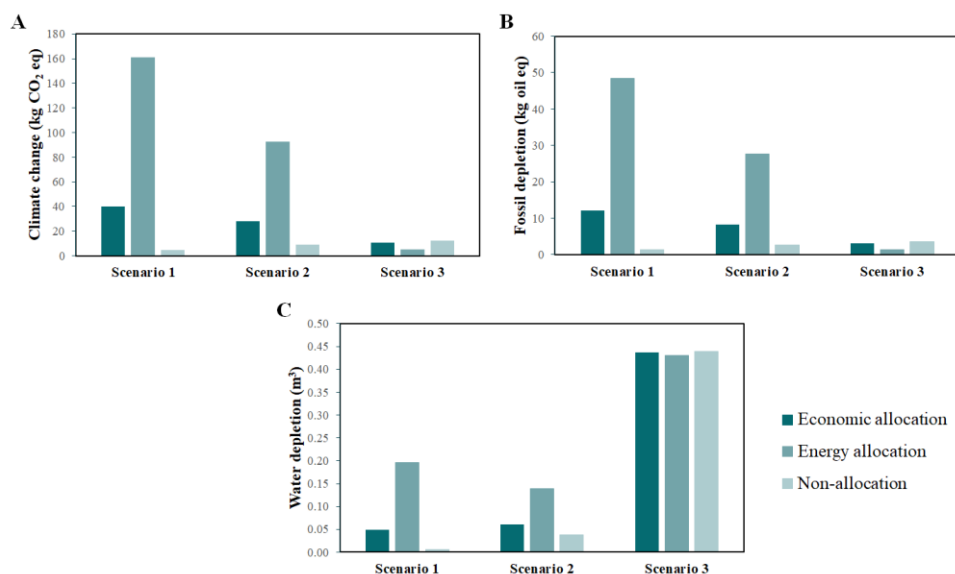 A
Climate change (kg CO₂ eq)
180
160
140
120
100
80
60
40
20
0
Scenario 1
Scenario 2
Scenario 3
B
Fossil depletion (kg oil eq)
60
50
40
30
20
10
0
Scenario 1
Scenario 2
Scenario 3
C
Water depletion (m³)
0.50
0.45
0.40
0.35
0.30
0.25
0.20
0.15
0.10
0.05
0.00
Scenario 1
Scenario 2
Scenario 3
Economic allocation
Energy allocation
Non-allocation